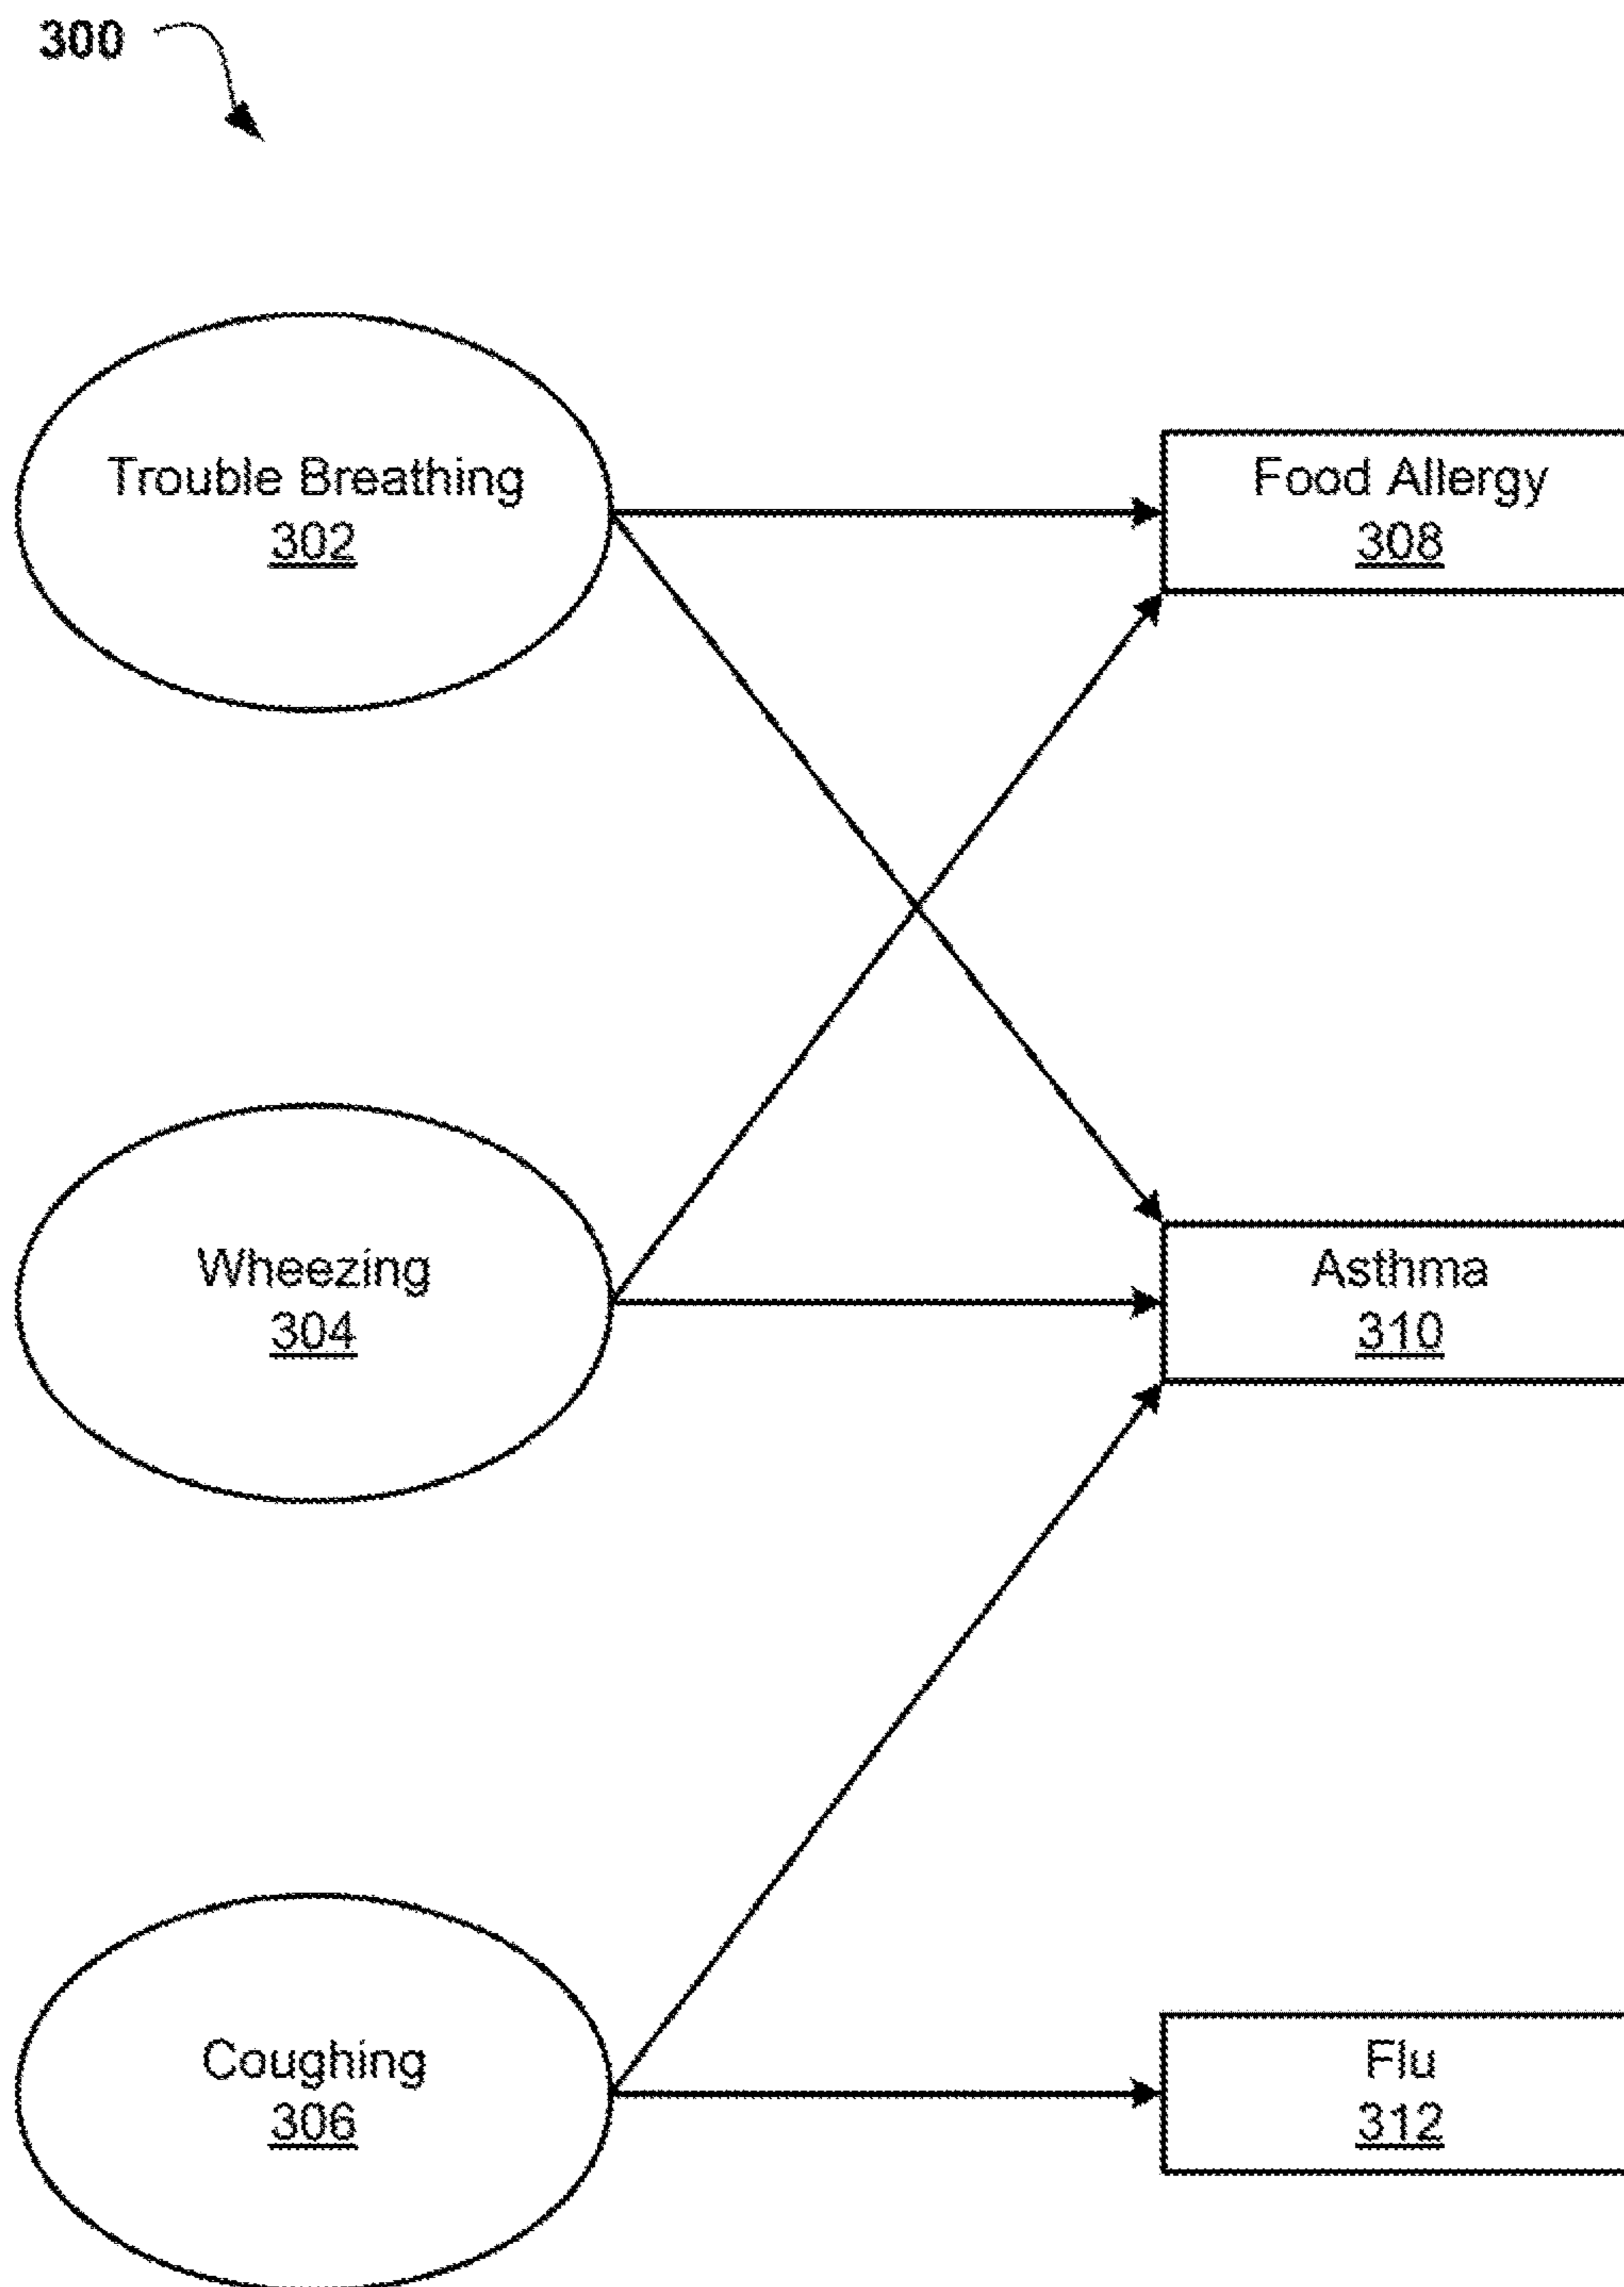 300
Trouble Breathing
302
Food Allergy
308
Wheezing
304
Asthma
310
Coughing
306
Flu
312